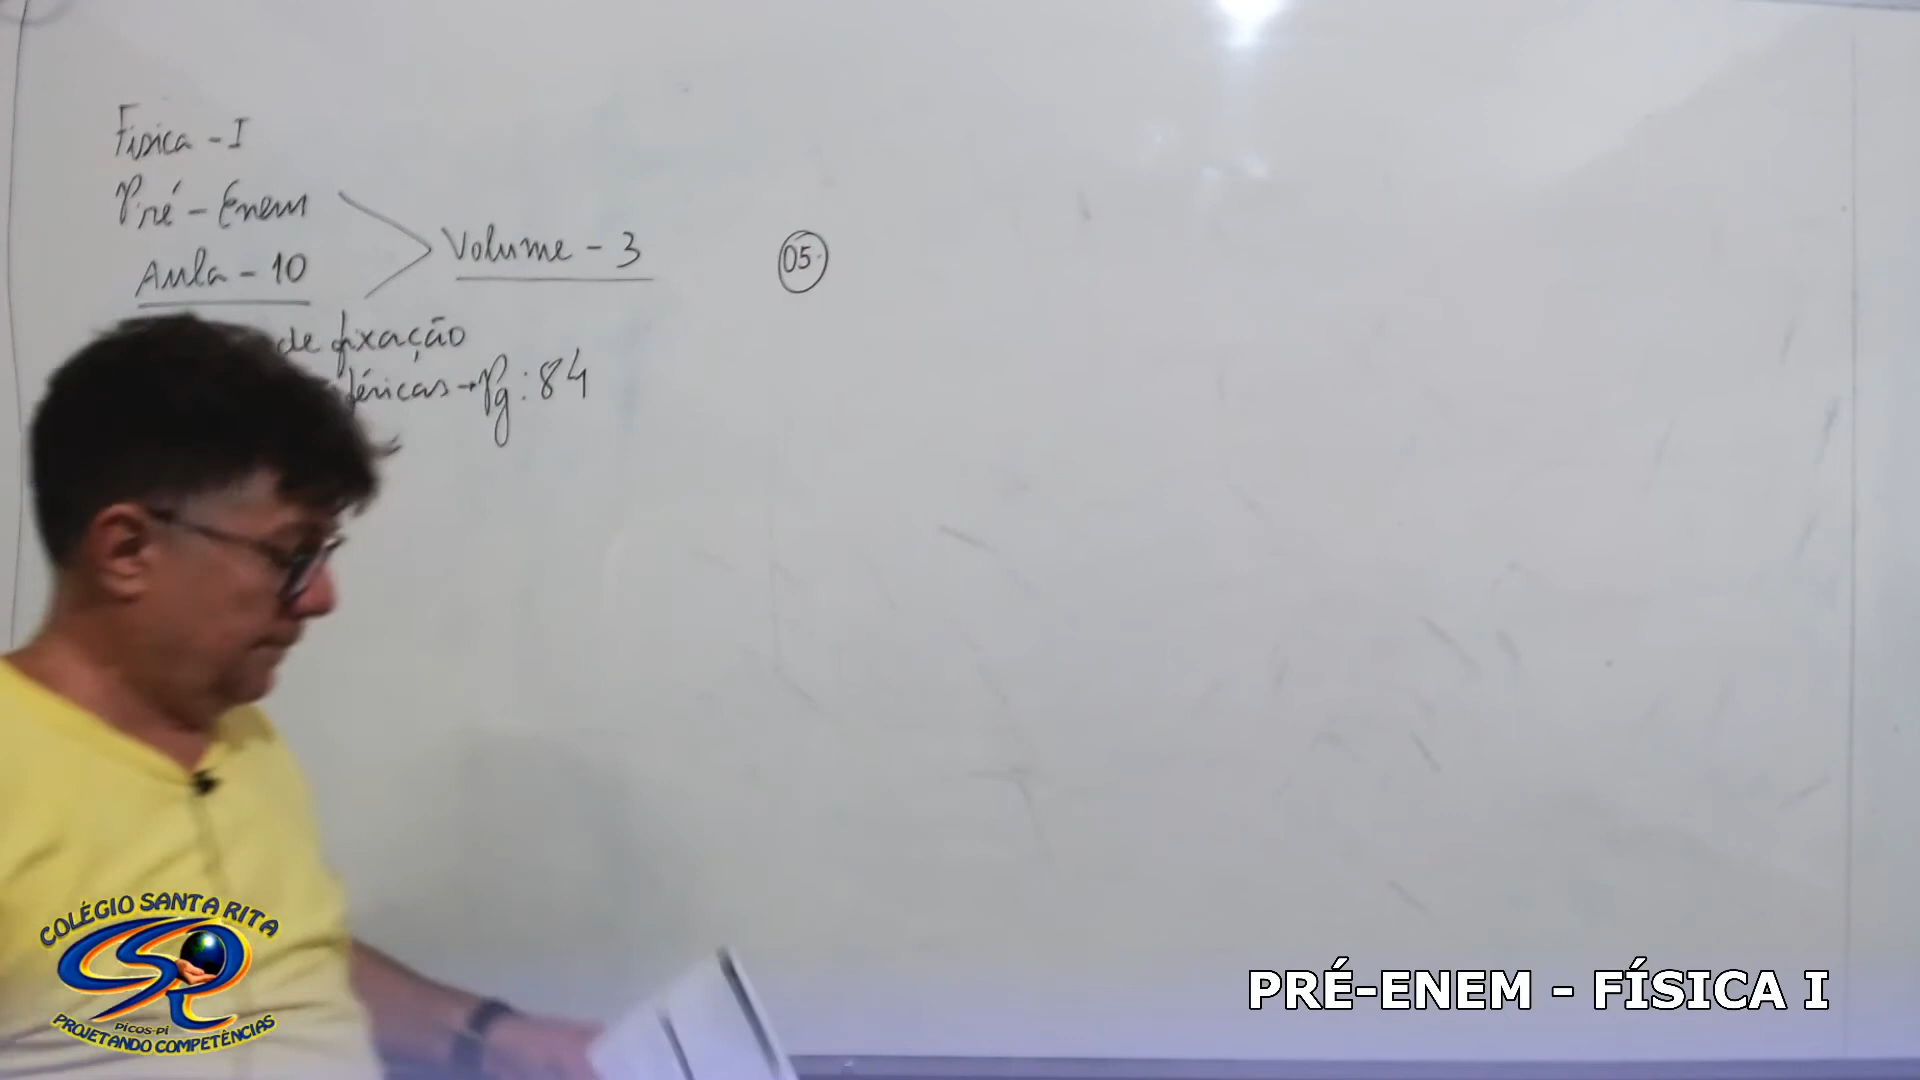 Física - I
Pré - Enem
Aula - 10
Volume - 3
05
de fixação
féricas → Pg: 84
COLÉGIO SANTA RITA
PICOS-PI
PROJETANDO COMPETÊNCIAS
PRÉ-ENEM - FÍSICA I